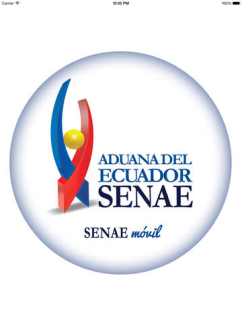 Carrier 10:05 PM 100%
ADUANA DEL
ECUADOR
SENAE
SENAE móvil